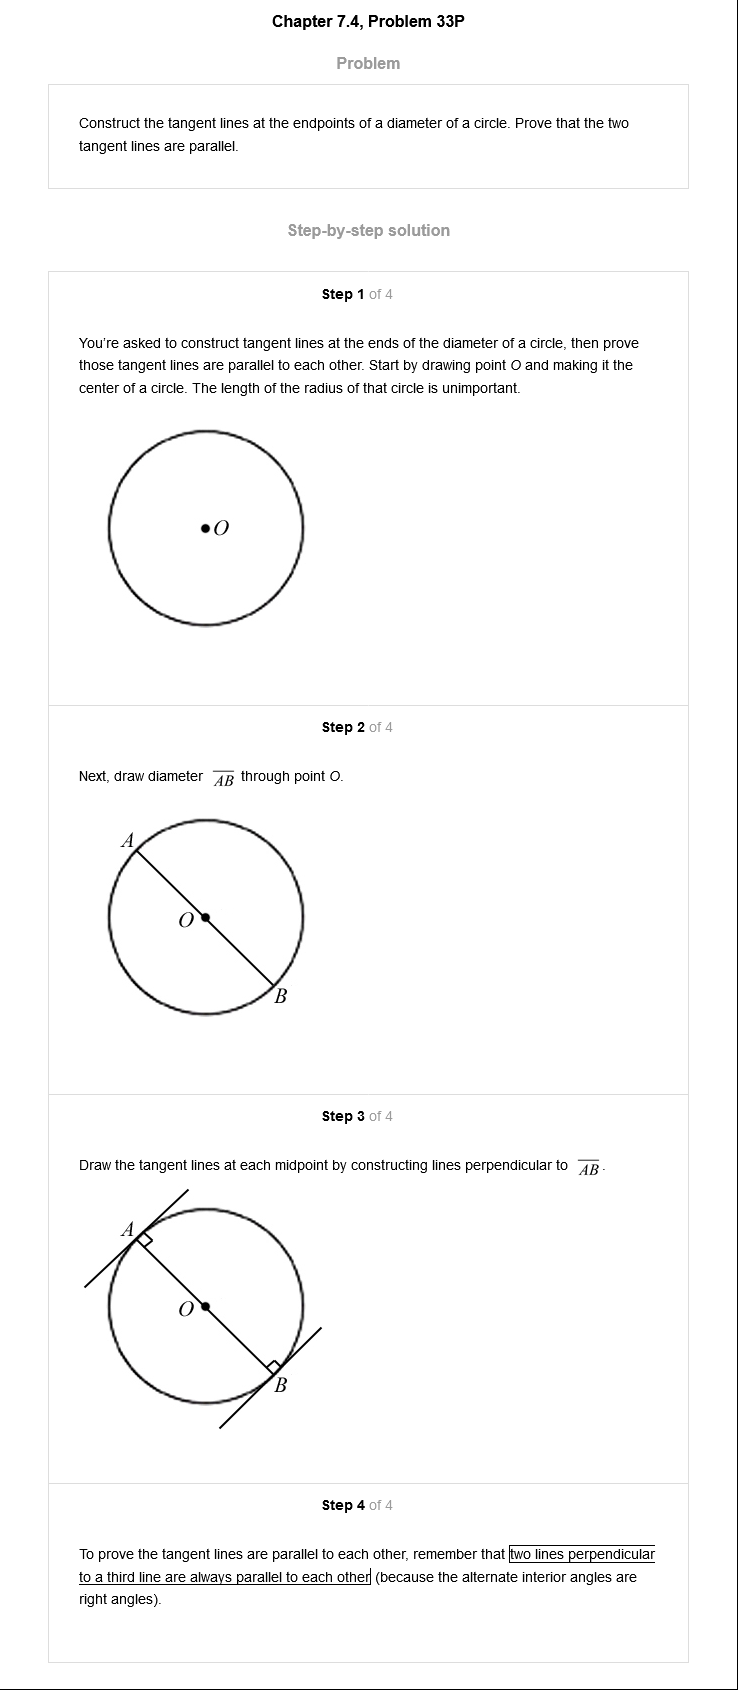 Chapter 7.4, Problem 33P
Problem
Construct the tangent lines at the endpoints of a diameter of a circle. Prove that the two
tangent lines are parallel.
Step-by-step solution
Step 1 of 4
You're asked to construct tangent lines at the ends of the diameter of a circle, then prove
those tangent lines are parallel to each other. Start by drawing point O and making it the
center of a circle. The length of the radius of that circle is unimportant.
O
Step 2 of 4
Next, draw diameter AB through point O.
A
O
B
Step 3 of 4
Draw the tangent lines at each midpoint by constructing lines perpendicular to AB.
A
O
B
Step 4 of 4
To prove the tangent lines are parallel to each other, remember that two lines perpendicular
to a third line are always parallel to each other (because the alternate interior angles are
right angles).